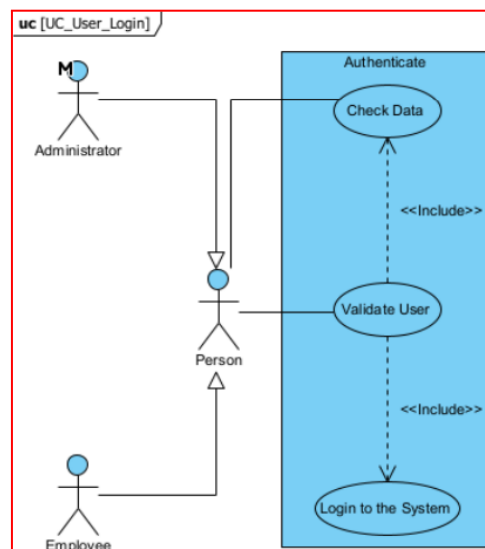 uc [UC_User_Login]
M
Authenticate
Check Data
Administrator
<<Include>>
Validate User
Person
<<Include>>
Login to the System
Employee